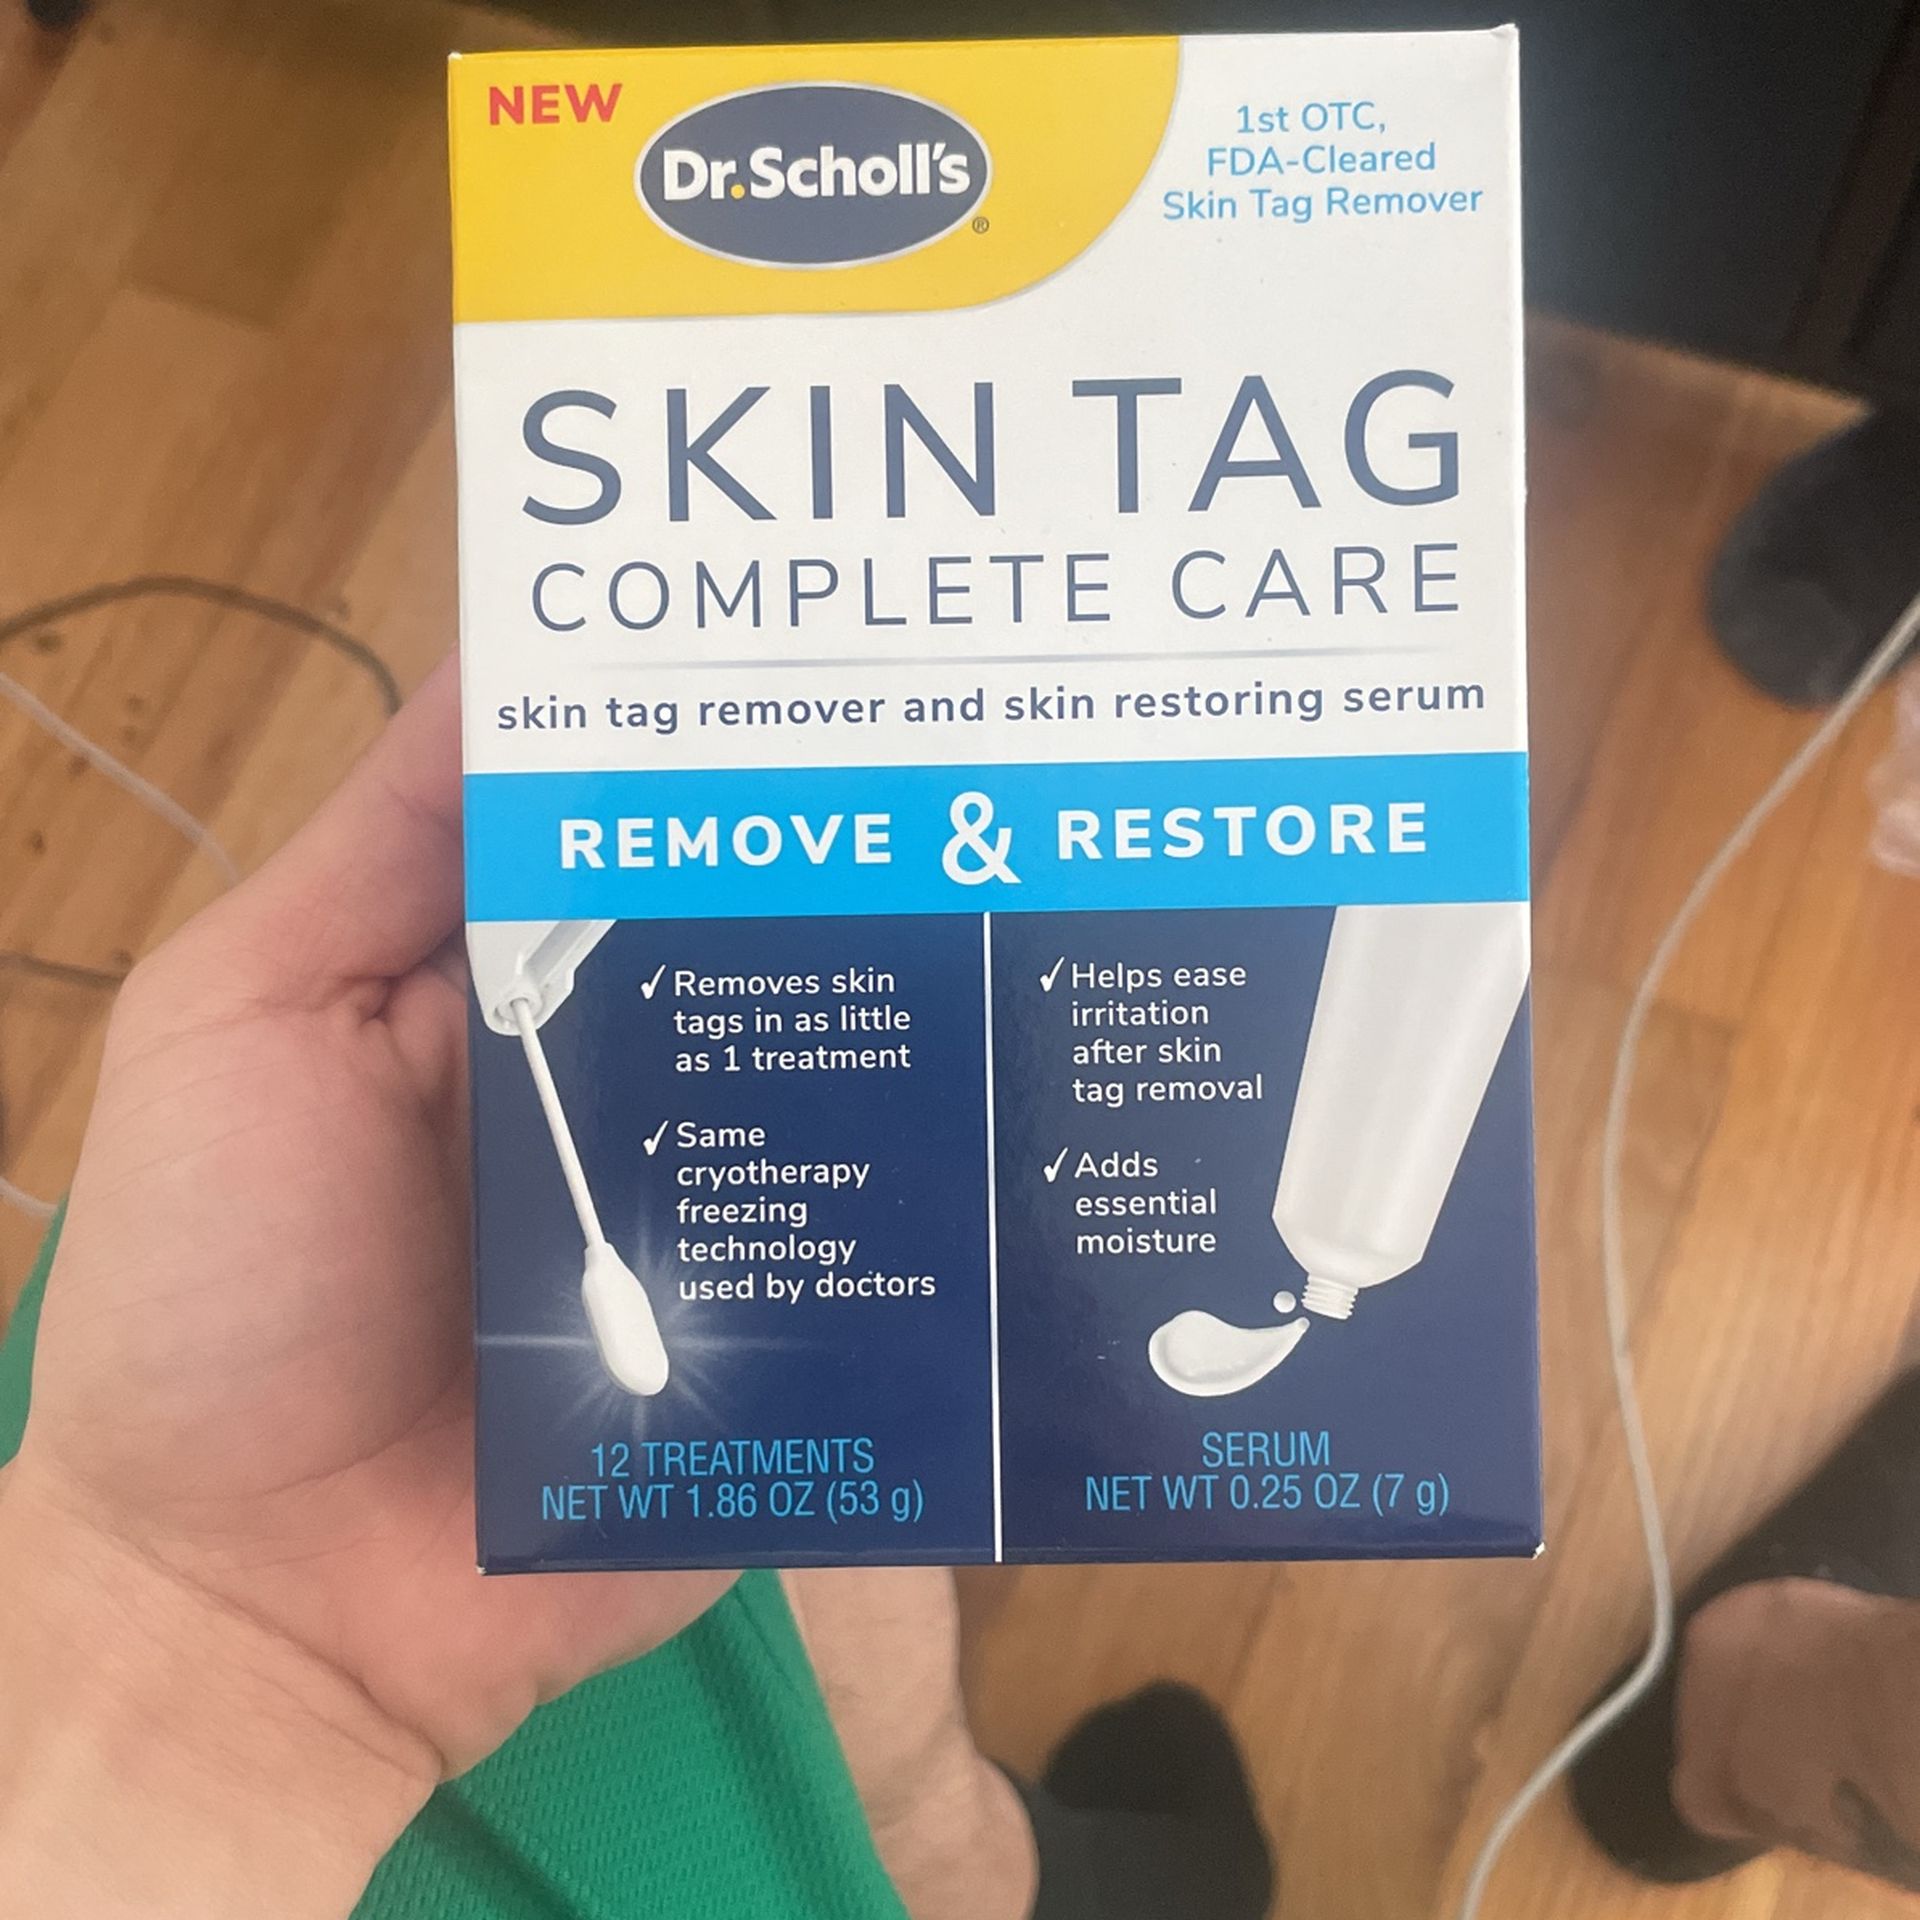 NEW
Dr.Scholl's®
1st OTC,
FDA-Cleared
Skin Tag Remover
SKIN TAG
COMPLETE CARE
skin tag remover and skin restoring serum
REMOVE & RESTORE
✓ Removes skin
tags in as little
as 1 treatment
✓ Same
cryotherapy
freezing
technology
used by doctors
12 TREATMENTS
NET WT 1.86 OZ (53 g)
✓ Helps ease
irritation
after skin
tag removal
✓ Adds
essential
moisture
SERUM
NET WT 0.25 OZ (7 g)